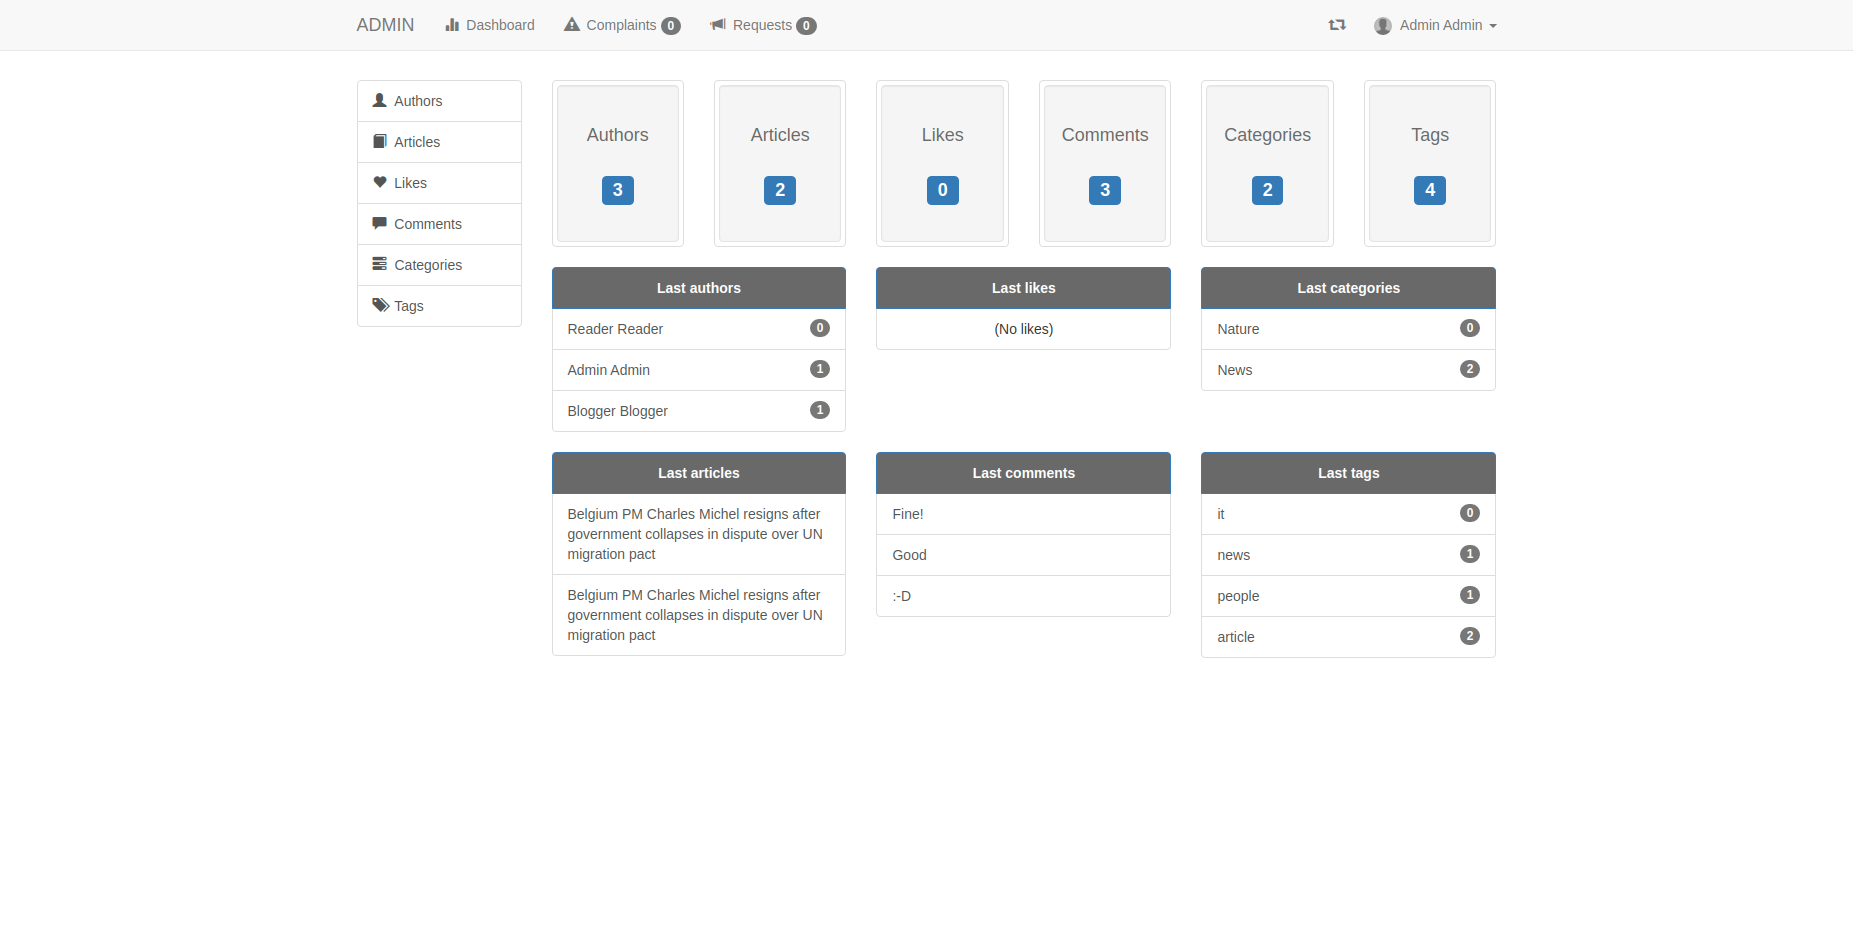 ADMIN Dashboard Complaints 0 Requests 0 Admin Admin
Authors
Articles
Likes
Comments
Categories
Tags
Authors
3
Articles
2
Likes
0
Comments
3
Categories
2
Tags
4
Last authors
Reader Reader 0
Admin Admin 1
Blogger Blogger 1
Last likes
(No likes)
Last categories
Nature 0
News 2
Last articles
Belgium PM Charles Michel resigns after
government collapses in dispute over UN
migration pact
Belgium PM Charles Michel resigns after
government collapses in dispute over UN
migration pact
Last comments
Fine!
Good
:-D
Last tags
it 0
news 1
people 1
article 2